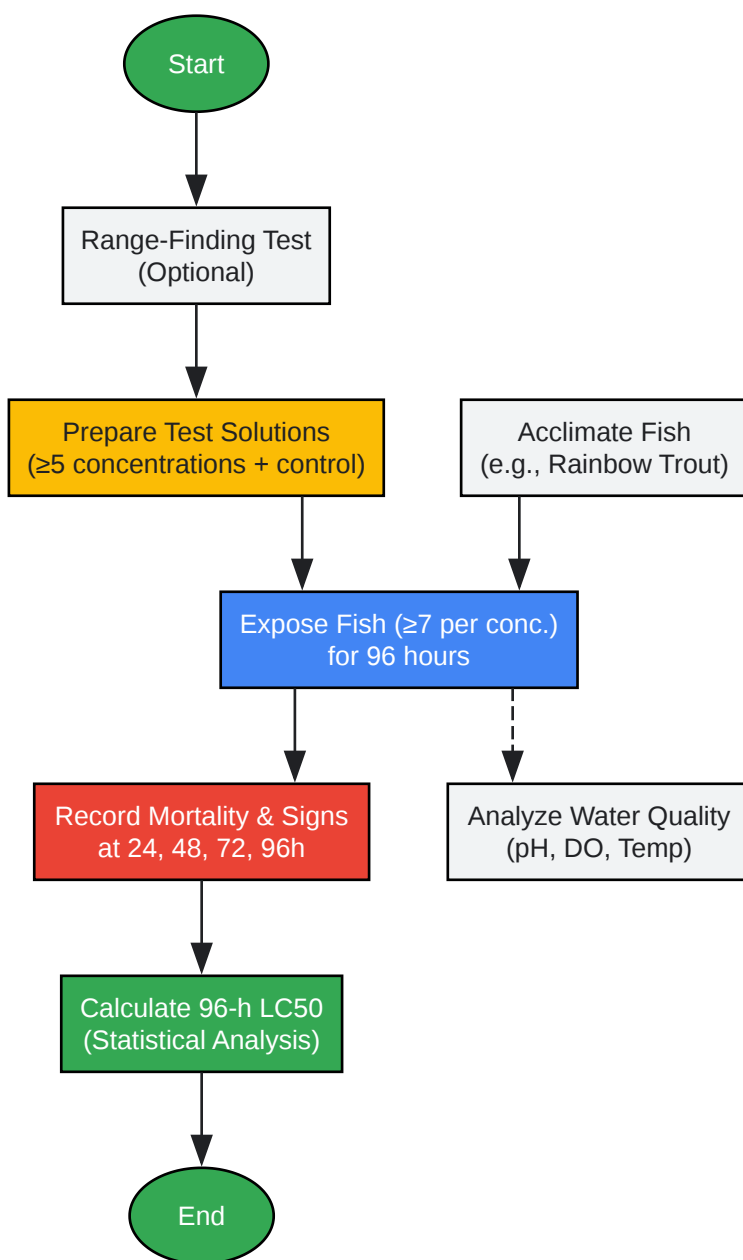 Start
Range-Finding Test
(Optional)
Prepare Test Solutions
(≥5 concentrations + control)
Acclimate Fish
(e.g., Rainbow Trout)
Expose Fish (≥7 per conc.)
for 96 hours
Record Mortality & Signs
at 24, 48, 72, 96h
Analyze Water Quality
(pH, DO, Temp)
Calculate 96-h LC50
(Statistical Analysis)
End